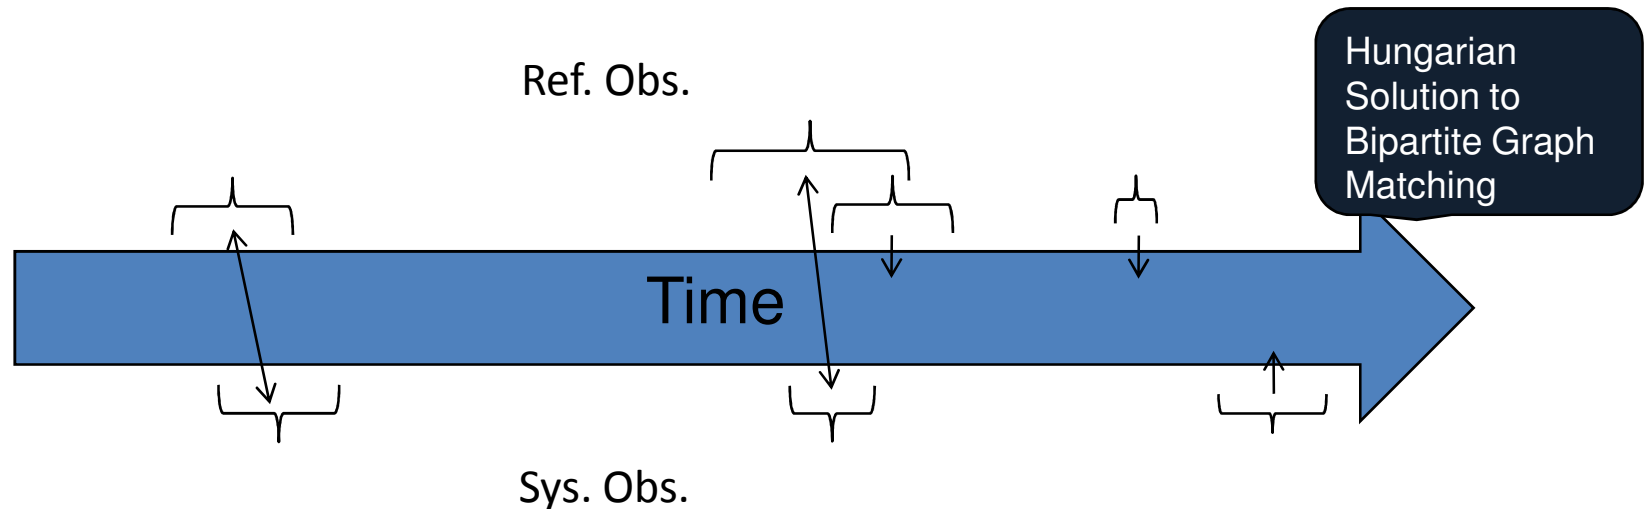 Ref. Obs.
Hungarian
Solution to
Bipartite Graph
Matching
Time
Sys. Obs.